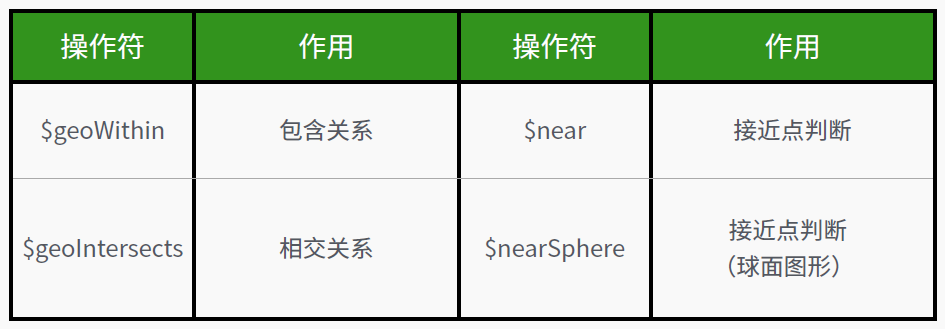 操作符 作用 操作符 作用
$geoWithin 包含关系 $near 接近点判断
$geoIntersects 相交关系 $nearSphere 接近点判断
（球面图形）